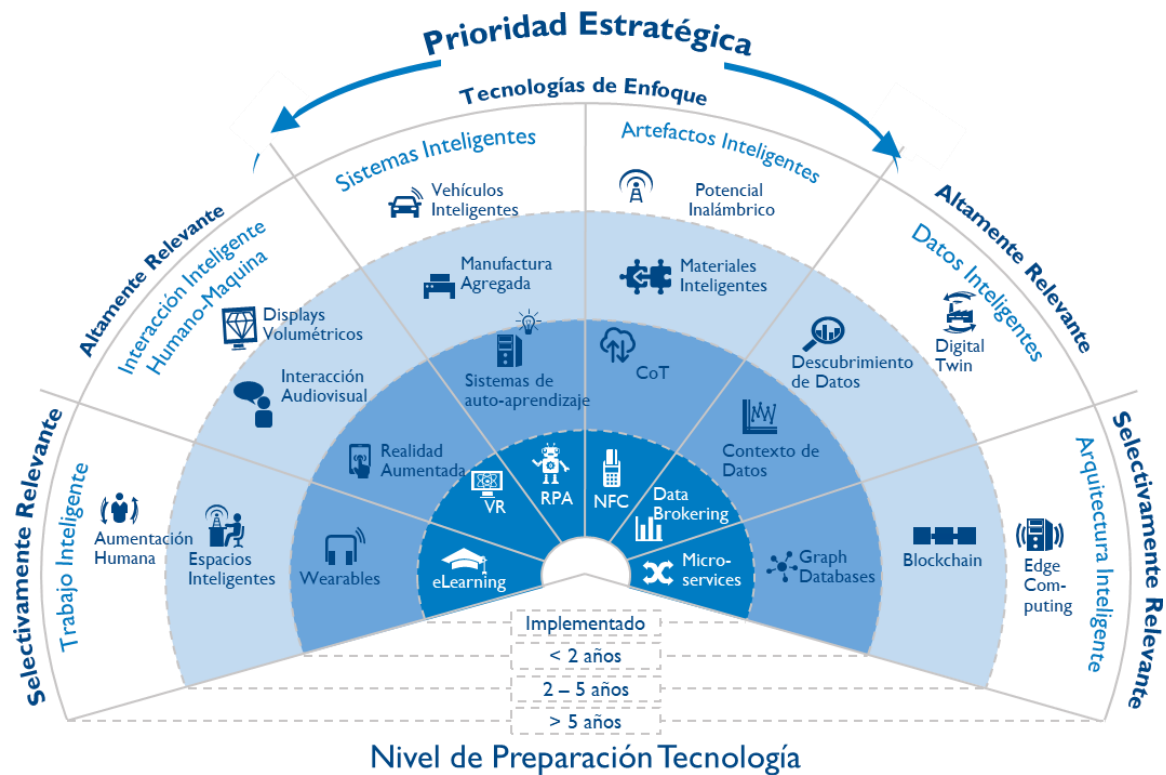 Prioridad Estratégica
Tecnologías de Enfoque
Sistemas Inteligentes
Artefactos Inteligentes
Altamente Relevante
Interacción Inteligente
Humano-Maquina
Altamente Relevante
Datos Inteligentes
Selectivamente Relevante
Trabajo Inteligente
Selectivamente Relevante
Arquitectura Inteligente
Vehículos
Inteligentes
Potencial
Inalámbrico
Manufactura
Agregada
Materiales
Inteligentes
Displays
Volumétricos
Digital
Twin
Interacción
Audiovisual
Sistemas de
auto-aprendizaje
CoT
Descubrimiento
de Datos
Realidad
Aumentada
Contexto de
Datos
VR
RPA
NFC
Data
Brokering
Aumentación
Humana
Espacios
Inteligentes
Wearables
eLearning
Micro-
services
Graph
Databases
Blockchain
Edge
Com-
puting
Implementado
< 2 años
2 – 5 años
> 5 años
Nivel de Preparación Tecnología